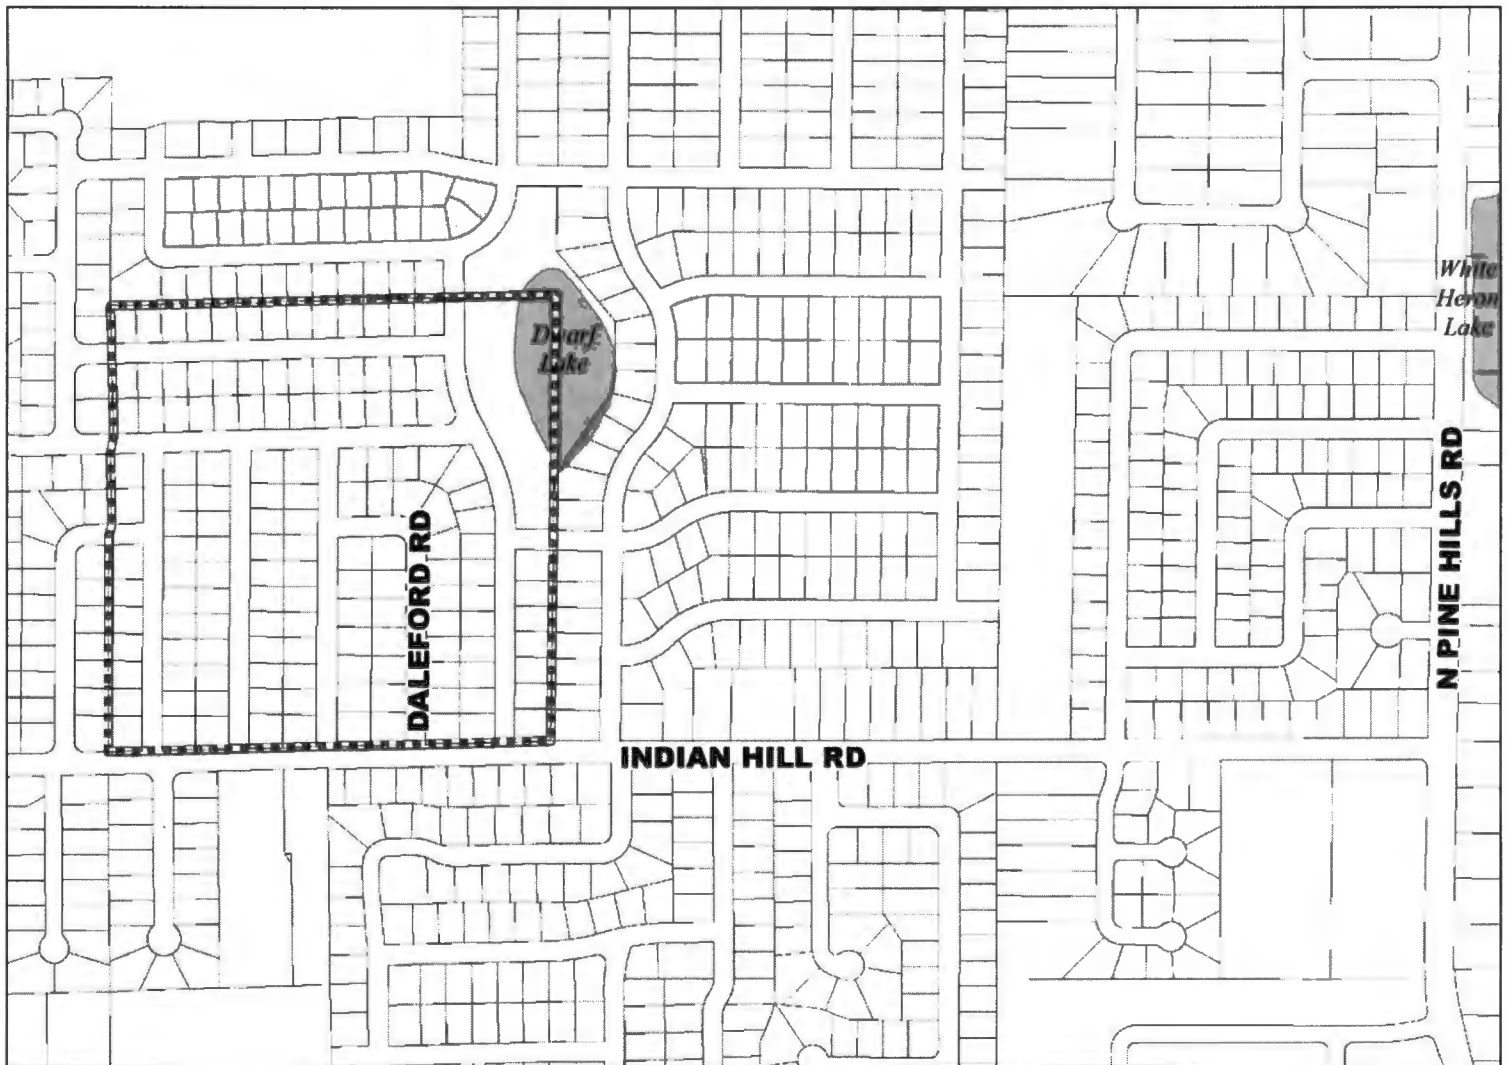 White
Heron
Lake
Dwarf
Lake
N PINE HILLS RD
DALEFORD RD
INDIAN HILL RD